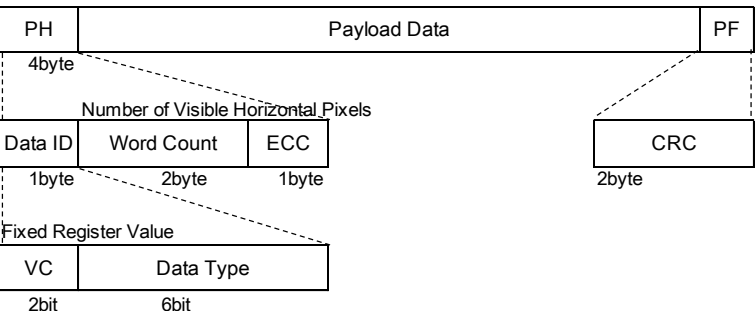 PH Payload Data PF
4byte
Number of Visible Horizontal Pixels
Data ID Word Count ECC CRC
1byte 2byte 1byte 2byte
Fixed Register Value
VC Data Type
2bit 6bit